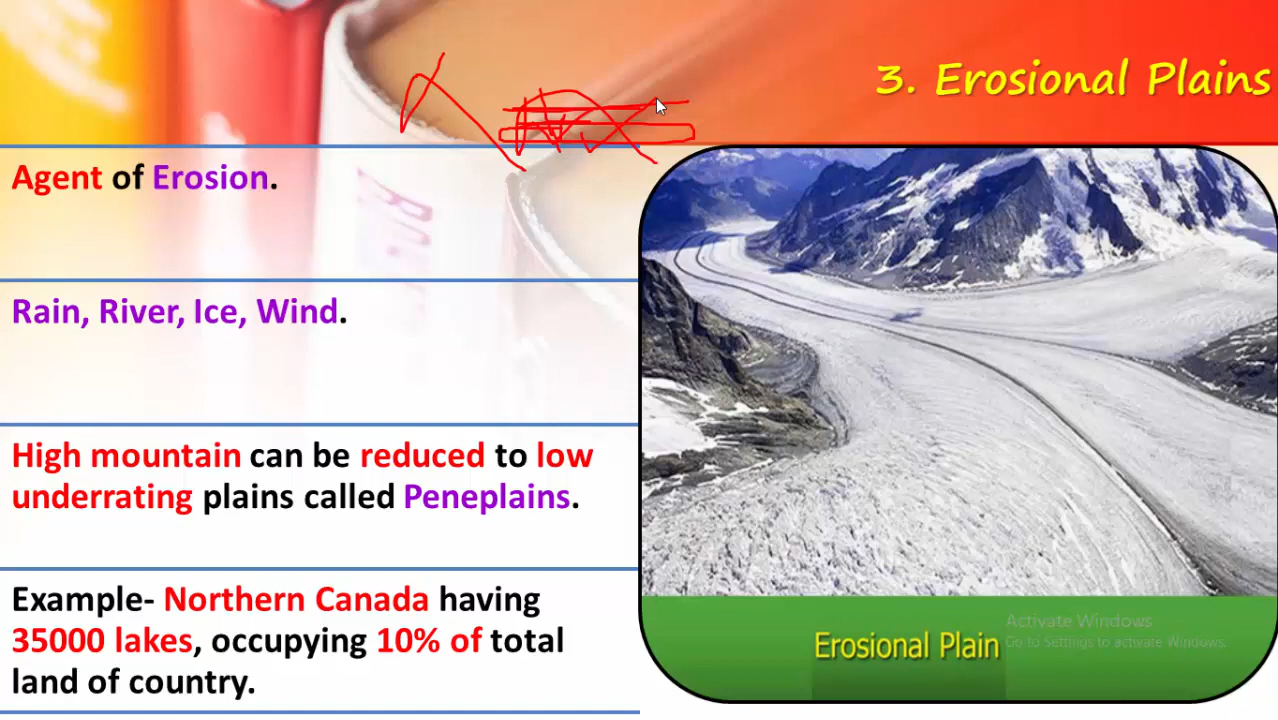 3. Erosional Plains
Agent of Erosion.
Rain, River, Ice, Wind.
High mountain can be reduced to low
underrating plains called Peneplains.
Example- Northern Canada having
35000 lakes, occupying 10% of total
land of country.
Erosional Plain
Activate Windows
Go to Settings to activate Windows.